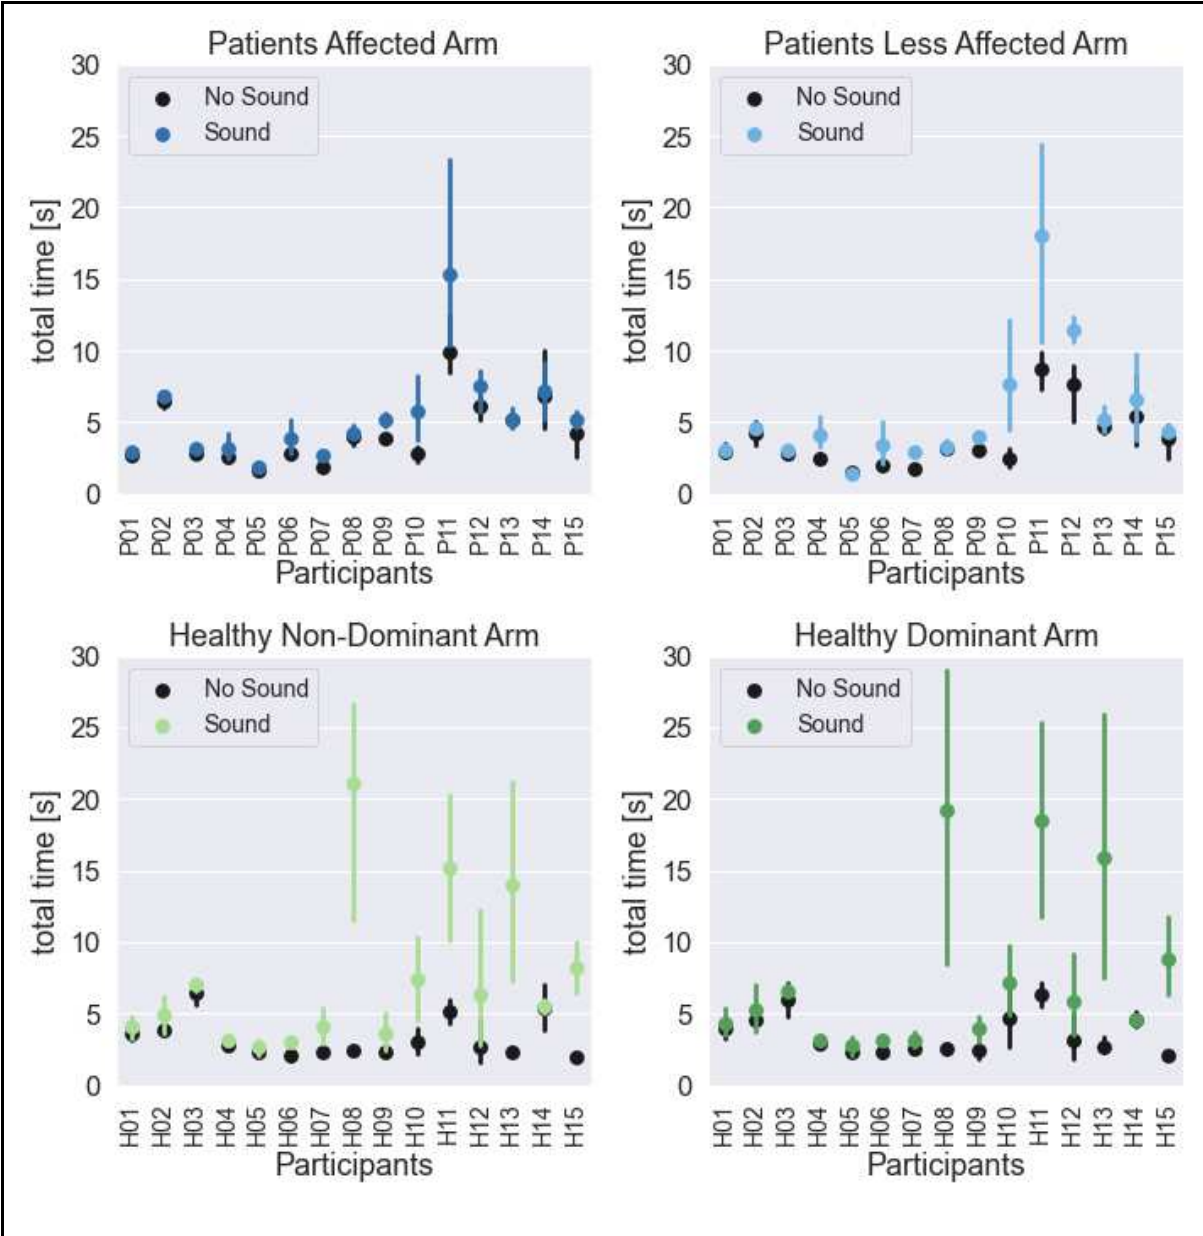 Patients Affected Arm
30
25
20
15
10
5
0
total time [s]
No Sound
Sound
P01 P02 P03 P04 P05 P06 P07 P08 P09 P10 P11 P12 P13 P14 P15
Participants
Patients Less Affected Arm
30
25
20
15
10
5
0
total time [s]
No Sound
Sound
P01 P02 P03 P04 P05 P06 P07 P08 P09 P10 P11 P12 P13 P14 P15
Participants
Healthy Non-Dominant Arm
30
25
20
15
10
5
0
total time [s]
No Sound
Sound
H01 H02 H03 H04 H05 H06 H07 H08 H09 H10 H11 H12 H13 H14 H15
Participants
Healthy Dominant Arm
30
25
20
15
10
5
0
total time [s]
No Sound
Sound
H01 H02 H03 H04 H05 H06 H07 H08 H09 H10 H11 H12 H13 H14 H15
Participants